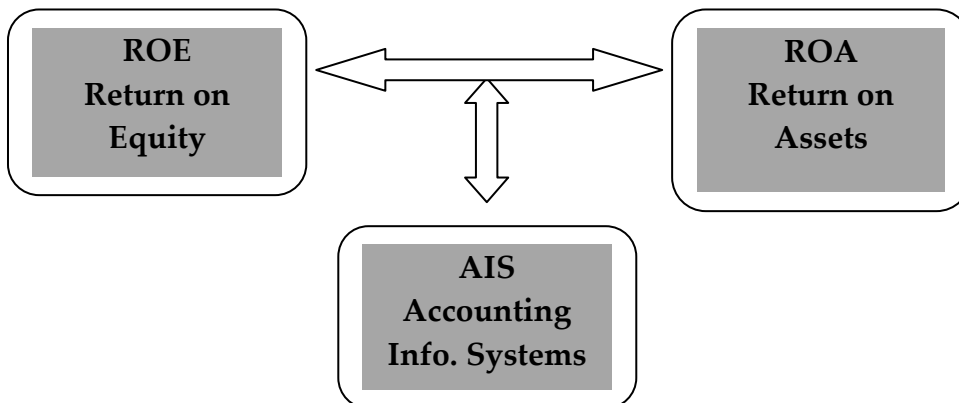 ROE
Return on
Equity
ROA
Return on
Assets
AIS
Accounting
Info. Systems